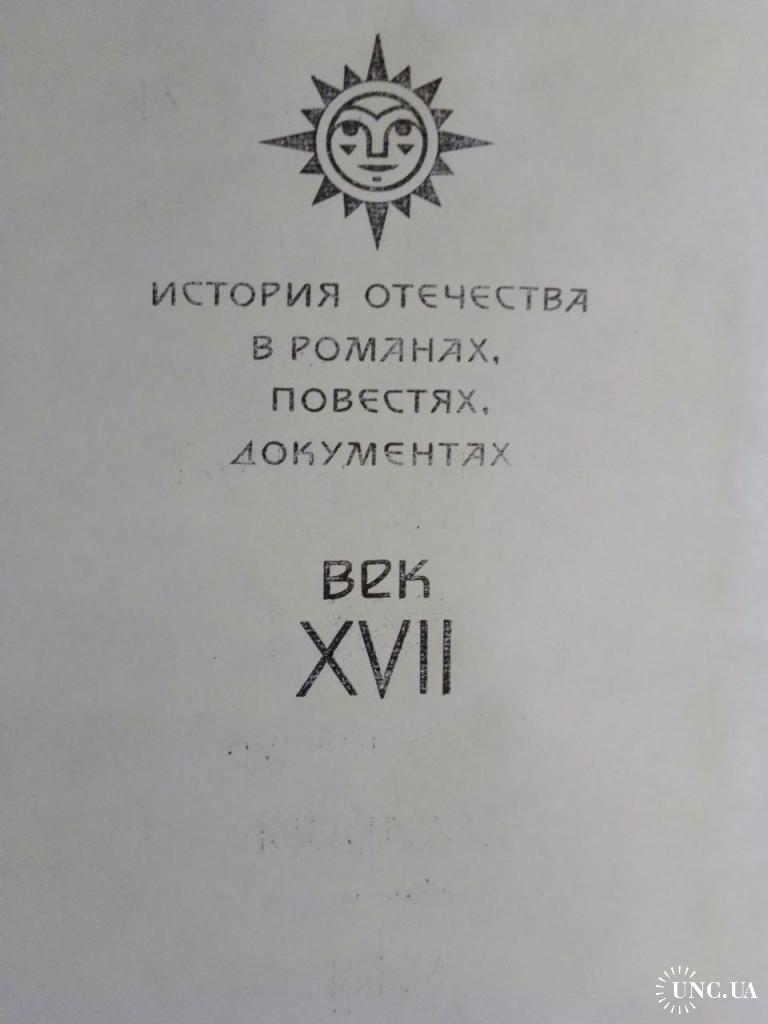 ИСТОРИЯ ОТЕЧЕСТВА
В РОМАНАХ,
ПОВЕСТЯХ,
ДОКУМЕНТАХ
век
XVII
UNC.UA